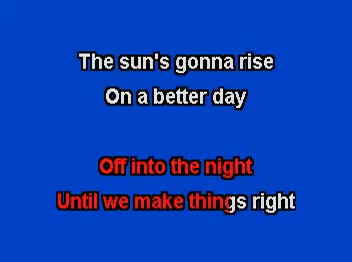 The sun's gonna rise
On a better day
Off into the night
Until we make things right